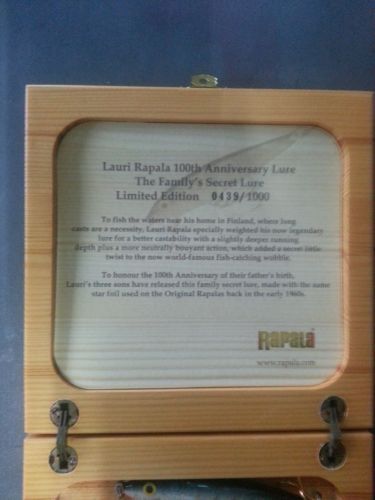 Lauri Rapala 100th Anniversary Lure
The Family's Secret Lure
Limited Edition 0439/1000
To fish the waters near his home in Finland, where long
casts are a necessity, Lauri Rapala specially weighted his now legendary
lure for a better castability with a slightly deeper running
depth plus a more neutrally buoyant action, which added a secret little
twist to the now world-famous fish-catching wobble.
To honour the 100th Anniversary of their father's birth,
Lauri's three sons have released this family secret lure, made with the same
star foil used on the Original Rapalas back in the early 1960s.
RAPALA
www.rapala.com